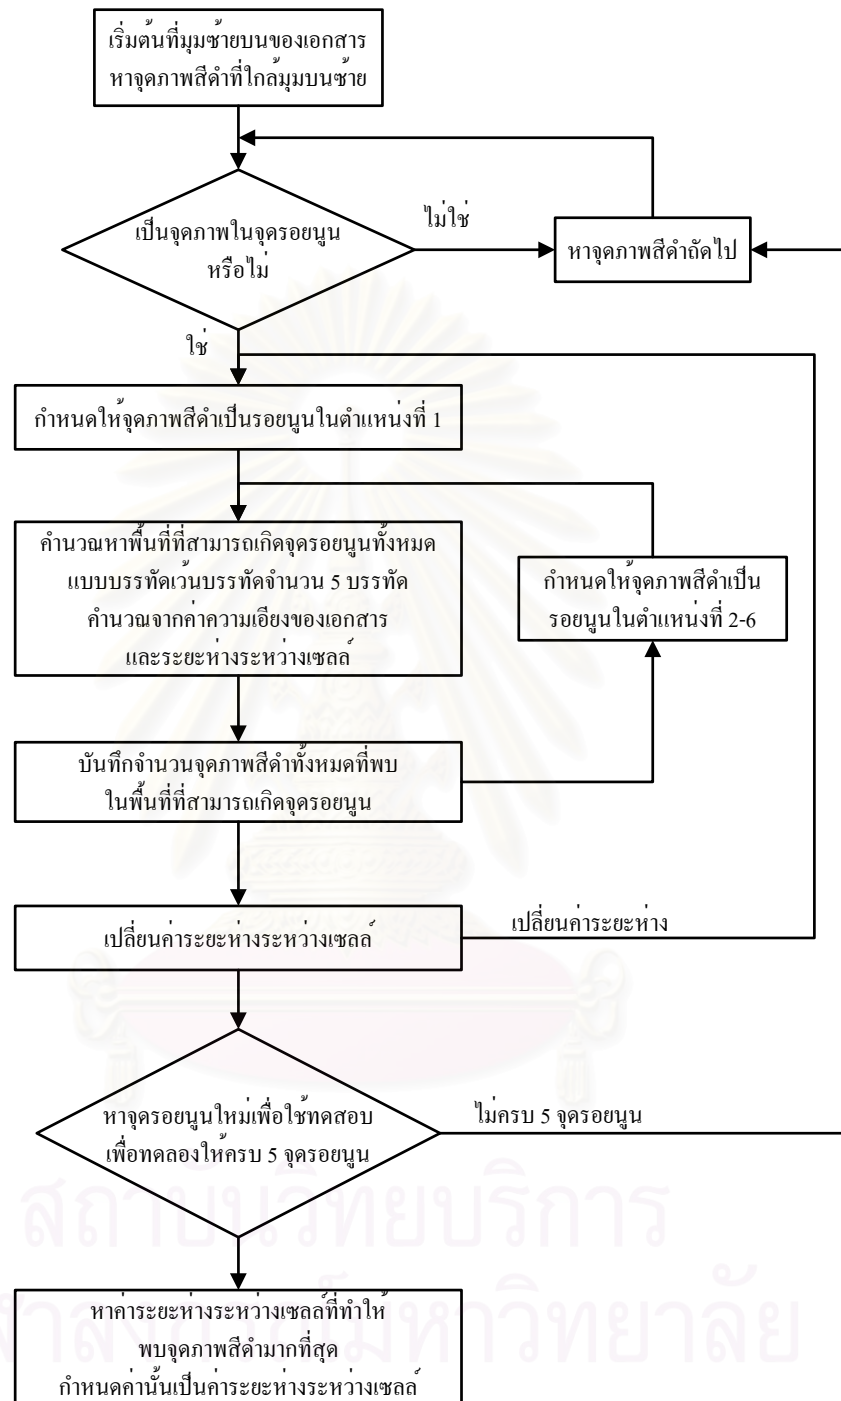 เริ่มต้นที่มุมซ้ายบนของเอกสาร
หาจุดภาพสีดำที่ใกล้มุมบนซ้าย
เป็นจุดภาพในจุดรอยนูน
หรือไม่
ไม่ใช่
หาจุดภาพสีดำถัดไป
ใช่
กำหนดให้จุดภาพสีดำเป็นรอยนูนในตำแหน่งที่ 1
คำนวณหาพื้นที่ที่สามารถเกิดจุดรอยนูนทั้งหมด
แบบบรรทัดเว้นบรรทัดจำนวน 5 บรรทัด
คำนวณจากค่าความเอียงของเอกสาร
และระยะห่างระหว่างเซลล์
กำหนดให้จุดภาพสีดำเป็น
รอยนูนในตำแหน่งที่ 2-6
บันทึกจำนวนจุดภาพสีดำทั้งหมดที่พบ
ในพื้นที่ที่สามารถเกิดจุดรอยนูน
เปลี่ยนค่าระยะห่างระหว่างเซลล์
เปลี่ยนค่าระยะห่าง
หาจุดรอยนูนใหม่เพื่อใช้ทดสอบ
เพื่อทดลองให้ครบ 5 จุดรอยนูน
ไม่ครบ 5 จุดรอยนูน
สถาบันวิทยบริการ
หาค่าระยะห่างระหว่างเซลล์ที่ทำให้
พบจุดภาพสีดำมากที่สุด
กำหนดค่านั้นเป็นค่าระยะห่างระหว่างเซลล์